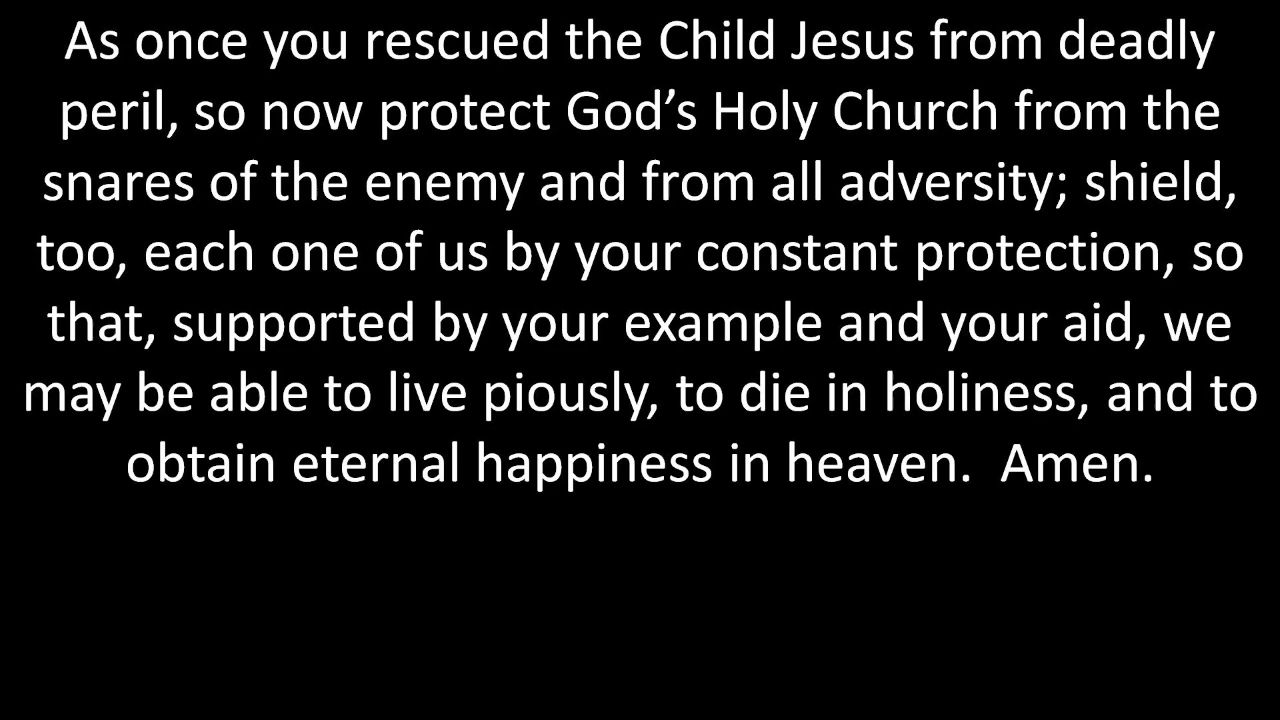 As once you rescued the Child Jesus from deadly
peril, so now protect God’s Holy Church from the
snares of the enemy and from all adversity; shield,
too, each one of us by your constant protection, so
that, supported by your example and your aid, we
may be able to live piously, to die in holiness, and to
obtain eternal happiness in heaven.  Amen.